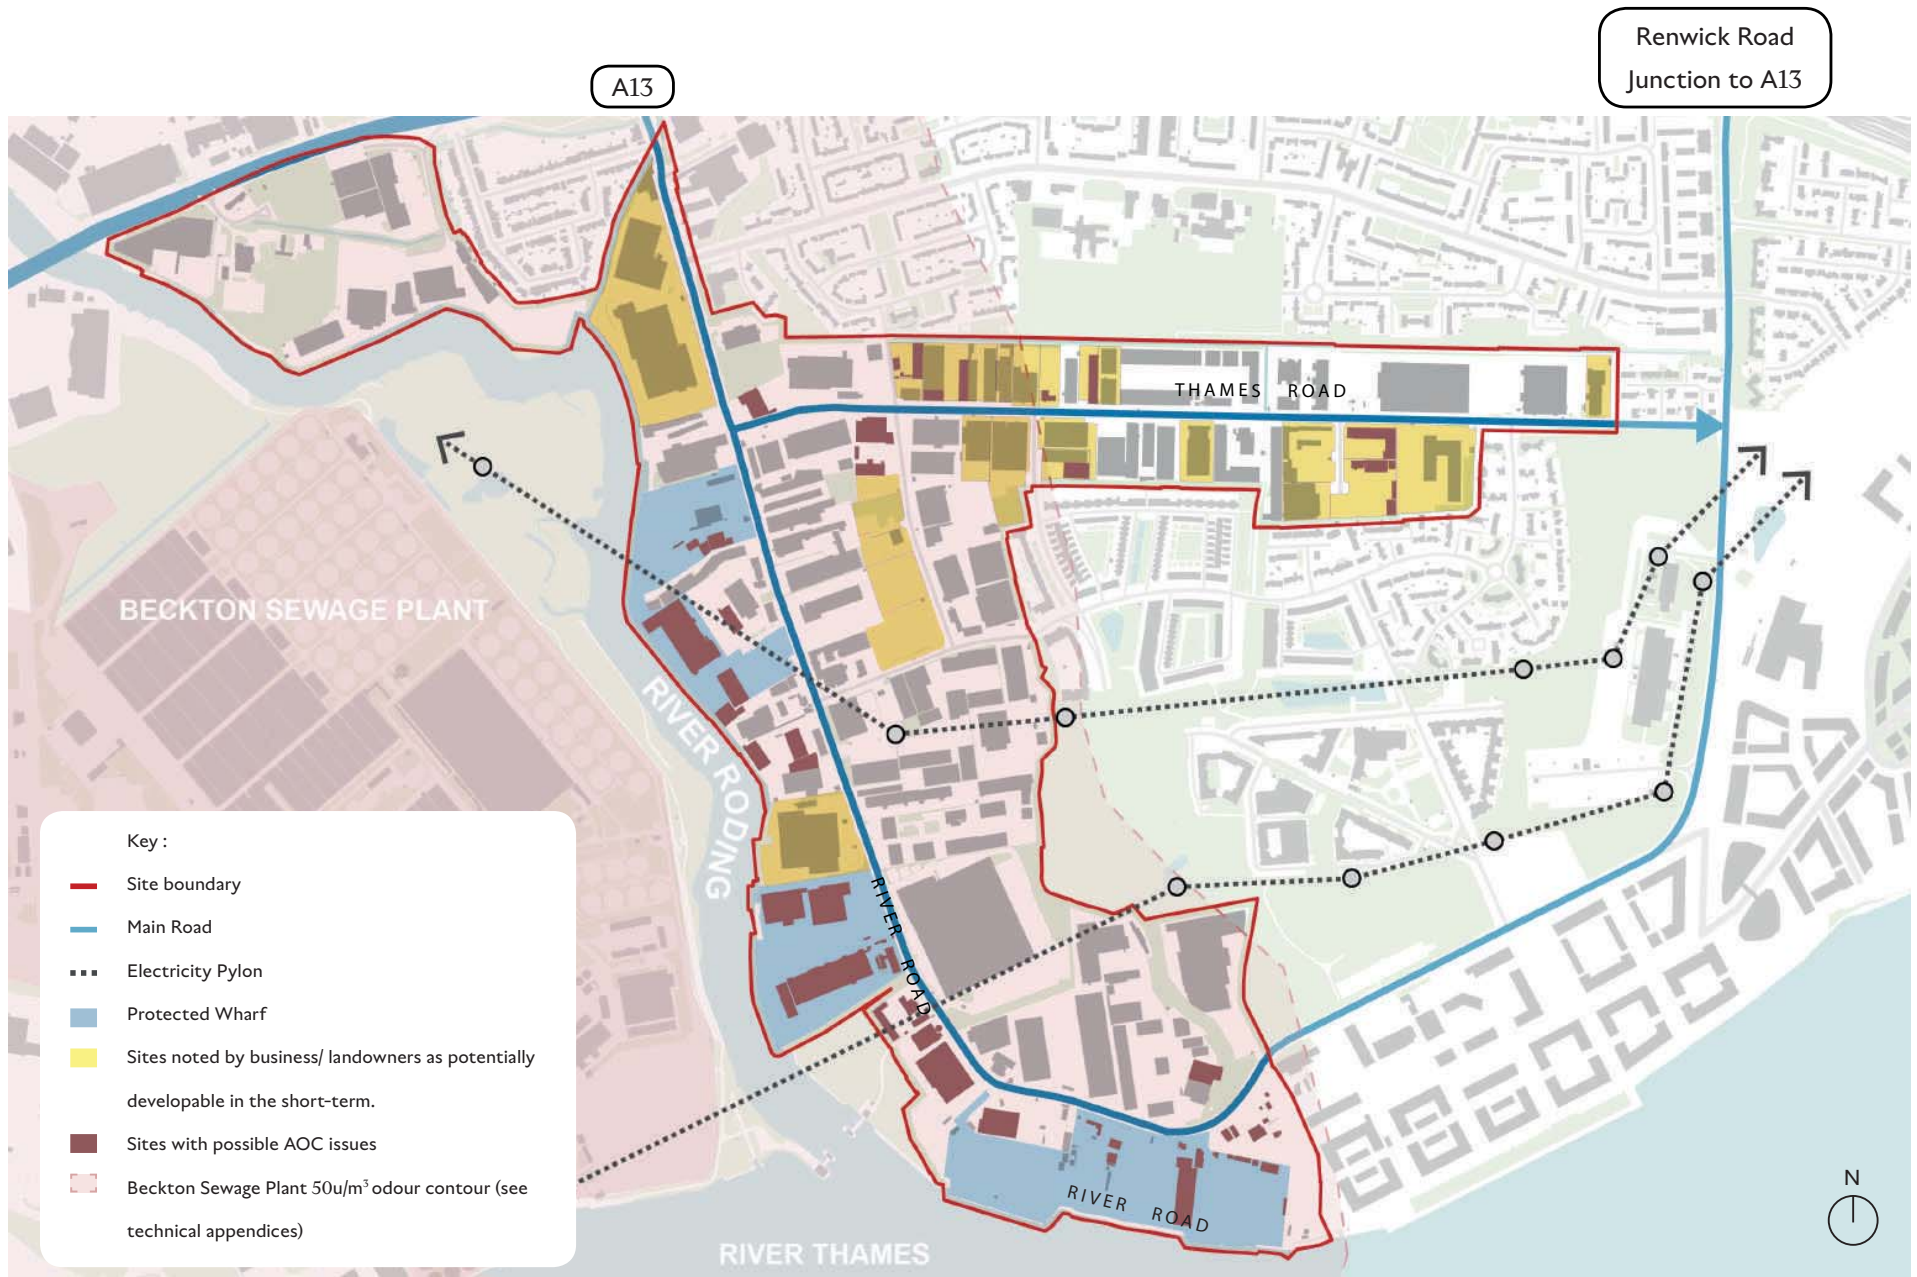 Renwick Road
Junction to A13
A13
THAMES ROAD
BECKTON SEWAGE PLANT
RIVER RODING
RIVER ROAD
Key :
Site boundary
Main Road
Electricity Pylon
Protected Wharf
Sites noted by business/ landowners as potentially
developable in the short-term.
Sites with possible AOC issues
Beckton Sewage Plant 50u/m³ odour contour (see
technical appendices)
RIVER ROAD
RIVER THAMES
N